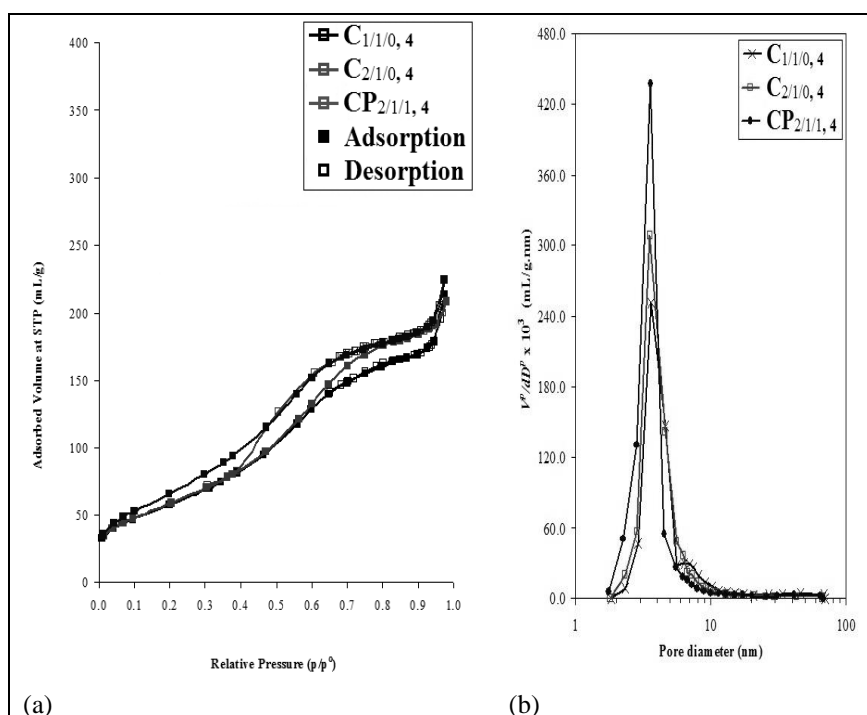 C1/1/0, 4
C2/1/0, 4
CP2/1/1, 4
Adsorption
Desorption
400
350
300
250
200
150
100
50
0
Adsorbed Volume at STP (mL/g)
0.0 0.1 0.2 0.3 0.4 0.5 0.6 0.7 0.8 0.9 1.0
Relative Pressure (p/p⁰)
(a)
C1/1/0, 4
C2/1/0, 4
CP2/1/1, 4
480.0
420.0
360.0
300.0
240.0
180.0
120.0
60.0
0.0
Vᵖ/dDᵖ x 10³ (mL/g.nm)
1 10 100
Pore diameter (nm)
(b)